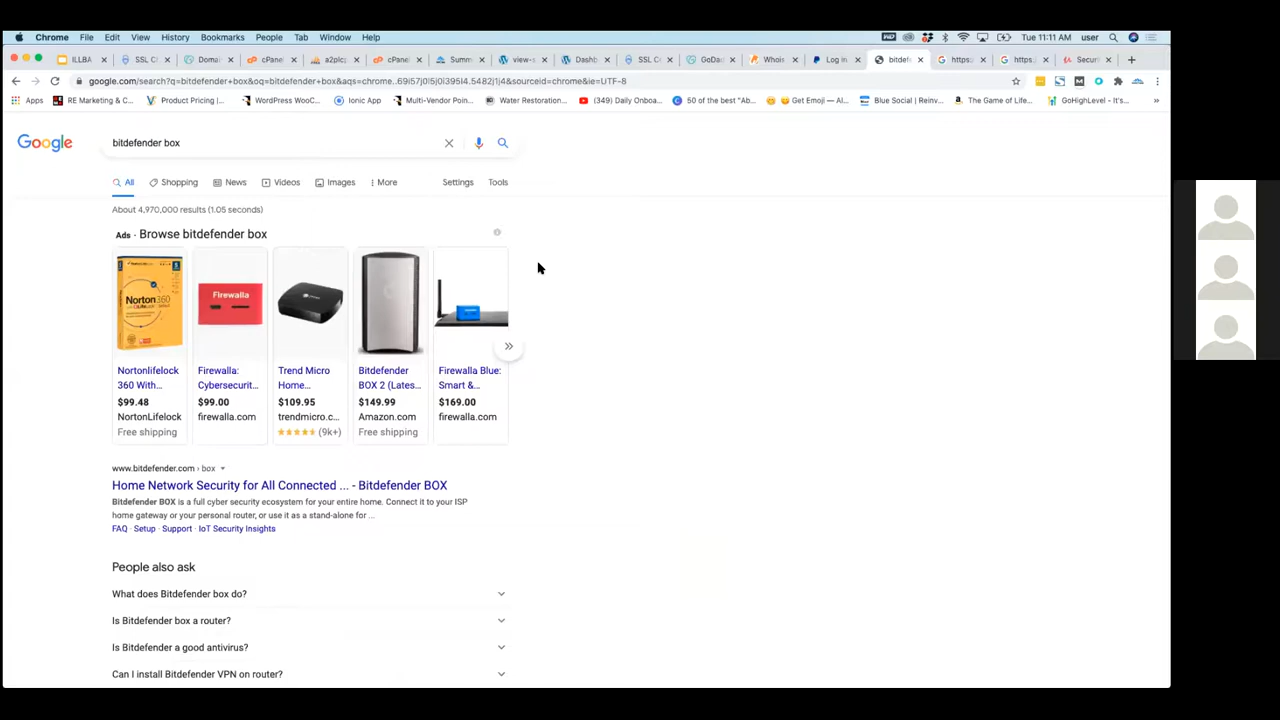 Chrome File Edit View History Bookmarks People Tab Window Help Tue 11:11 AM user
ILLBA SSL C Domai cPane a2plcp cPane Summ view-s Dashb SSL Co GoDad Whois Log in bitdef https: https: Securi
google.com/search?q=bitdefender+box&oq=bitdefender+box&aqs=chrome..69i57j0l5j0i395l4.5482j1j4&sourceid=chrome&ie=UTF-8
Apps RE Marketing & C... Product Pricing |... WordPress WooC... Ionic App Multi-Vendor Poin... Water Restoration... (349) Daily Onboa... 50 of the best "Ab... Get Emoji — Al... Blue Social | Reinv... The Game of Life... GoHighLevel - It's...
Google
bitdefender box
All Shopping News Videos Images More Settings Tools
About 4,970,000 results (1.05 seconds)
Ads · Browse bitdefender box
Norton360
Firewalla
Nortonlifelock 360 With...
$99.48
NortonLifelock
Free shipping
Firewalla: Cybersecurit...
$99.00
firewalla.com
Trend Micro Home...
$109.95
trendmicro.c...
(9k+)
Bitdefender BOX 2 (Lates...
$149.99
Amazon.com
Free shipping
Firewalla Blue: Smart &...
$169.00
firewalla.com
www.bitdefender.com › box
Home Network Security for All Connected ... - Bitdefender BOX
Bitdefender BOX is a full cyber security ecosystem for your entire home. Connect it to your ISP
home gateway or your personal router, or use it as a stand-alone for ...
FAQ · Setup · Support · IoT Security Insights
People also ask
What does Bitdefender box do?
Is Bitdefender box a router?
Is Bitdefender a good antivirus?
Can I install Bitdefender VPN on router?